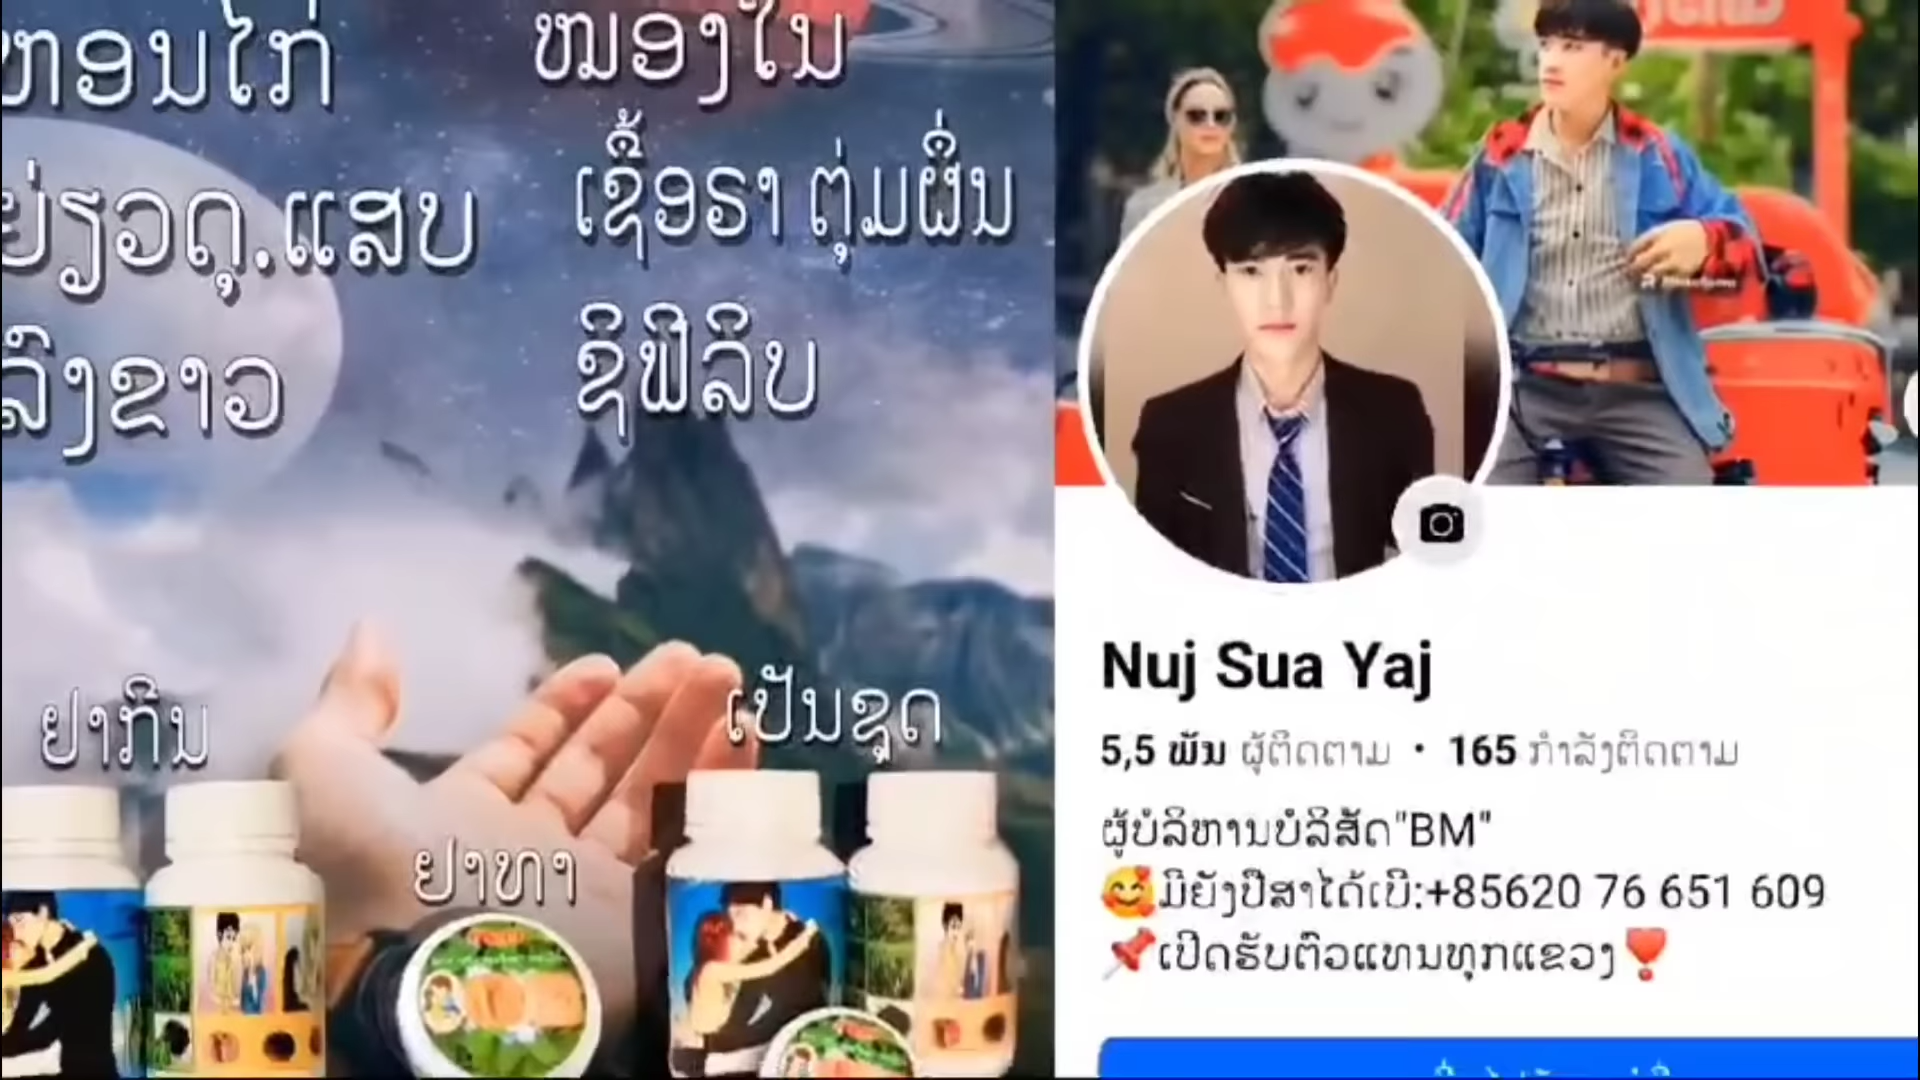 ຫອນໄກ່
ໝອງໃນ
ເຊື້ອຣາ ຕຸ່ມຜື່ນ
ຍ່ຽວດຸ.ແສບ
ຊິຟິລິບ
ລົງຂາວ
ຢາກິນ
ເປັນຊຸດ
ຢາທາ
Nuj Sua Yaj
5,5 ພັນ ຜູ້ຕິດຕາມ • 165 ກຳລັງຕິດຕາມ
ຜູ້ບໍລິຫານບໍລິສັດ"BM"
🥰ມີຍັງປຶສາໄດ້ເບີ:+85620 76 651 609
📌ເປີດຮັບຕົວແທນທຸກແຂວງ❣️